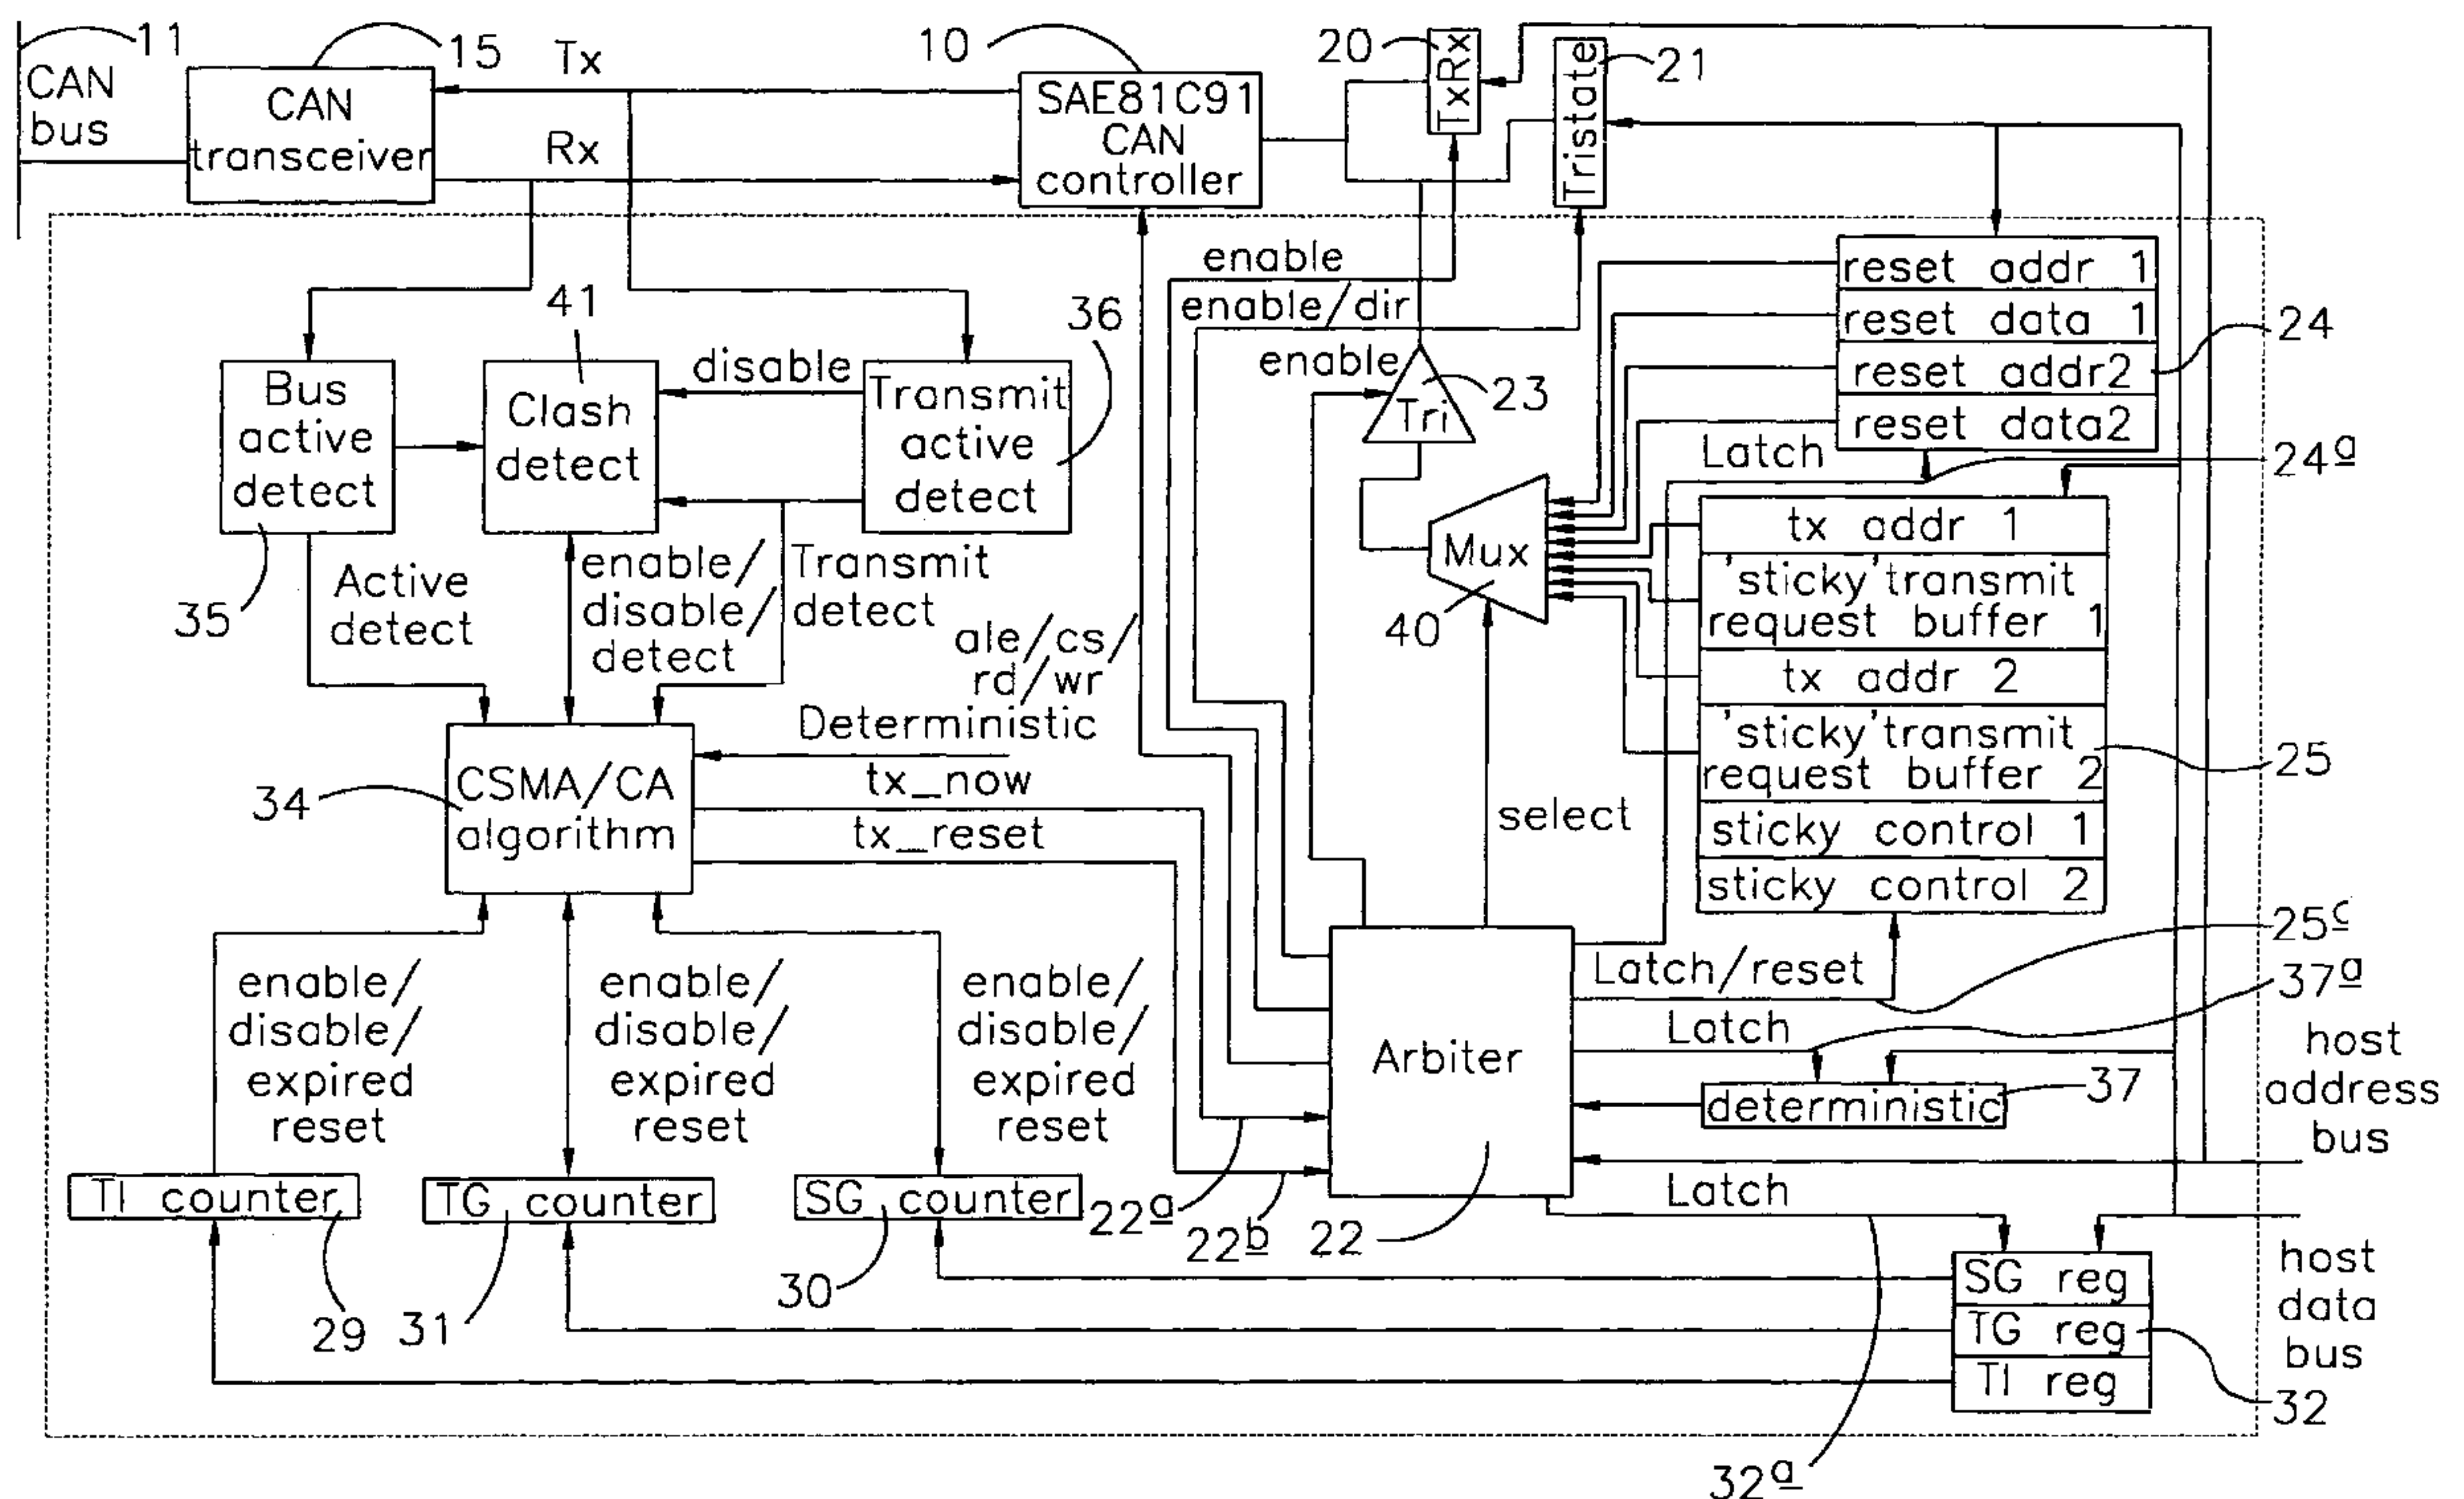 11
CAN
bus
15
CAN
transceiver
Tx
Rx
10
SAE81C91
CAN
controller
20
TxRx
Tristate
21
enable
enable/dir
enable
Tri
23
reset addr 1
reset data 1
reset addr2
reset data2
24
Latch
24a
41
36
disable
Bus
active
detect
35
Clash
detect
Transmit
active
detect
Active
detect
enable/
disable/
detect
Transmit
detect
ale/cs/
rd/wr
Mux
40
tx addr 1
'sticky'transmit
request buffer 1
tx addr 2
'sticky'transmit
request buffer 2
sticky control 1
sticky control 2
25
Deterministic
tx_now
tx_reset
34
CSMA/CA
algorithm
select
25c
37a
Latch/reset
Latch
Arbiter
22
deterministic
37
host
address
bus
enable/
disable/
expired
reset
enable/
disable/
expired
reset
enable/
disable/
expired
reset
TI counter
29
TG counter
31
SG counter
30
22a
22b
Latch
host
data
bus
SG reg
TG reg
TI reg
32
32a